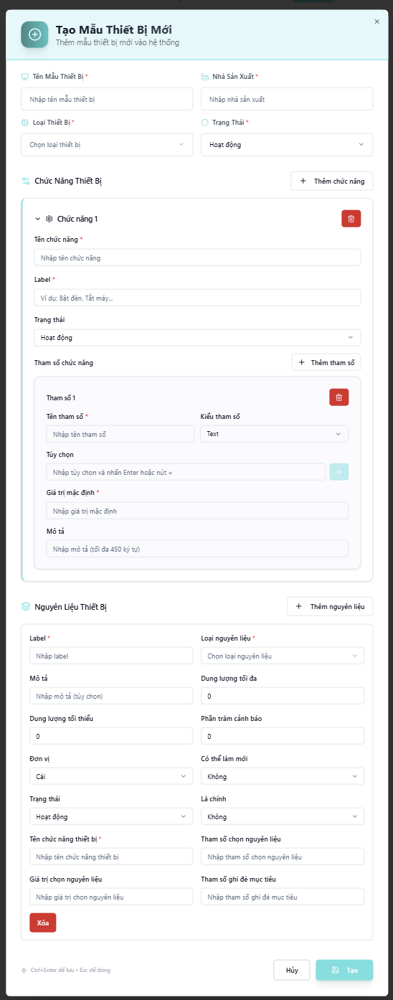 Tạo Mẫu Thiết Bị Mới
Thêm mẫu thiết bị mới vào hệ thống
Tên Mẫu Thiết Bị *
Nhà Sản Xuất *
Nhập tên mẫu thiết bị
Nhập nhà sản xuất
Loại Thiết Bị *
Trạng Thái *
Chọn loại thiết bị
Hoạt động
Chức Năng Thiết Bị
+ Thêm chức năng
Chức năng 1
Tên chức năng *
Nhập tên chức năng
Label *
Ví dụ: Bật đèn, Tắt máy...
Trạng thái
Hoạt động
Tham số chức năng
+ Thêm tham số
Tham số 1
Tên tham số *
Kiểu tham số
Nhập tên tham số
Text
Tùy chọn
Nhập tùy chọn và nhấn Enter hoặc nút +
+
Giá trị mặc định *
Nhập giá trị mặc định
Mô tả
Nhập mô tả (tối đa 450 ký tự)
Nguyên Liệu Thiết Bị
+ Thêm nguyên liệu
Label *
Loại nguyên liệu *
Nhập label
Chọn loại nguyên liệu
Mô tả
Dung lượng tối đa
Nhập mô tả (tùy chọn)
0
Dung lượng tối thiểu
Phần trăm cảnh báo
0
0
Đơn vị
Có thể làm mới
Cái
Không
Trạng thái
Là chính
Hoạt động
Không
Tên chức năng thiết bị *
Tham số chọn nguyên liệu
Nhập tên chức năng thiết bị
Nhập tham số chọn nguyên liệu
Giá trị chọn nguyên liệu
Tham số ghi đè mục tiêu
Nhập giá trị chọn nguyên liệu
Nhập tham số ghi đè mục tiêu
Xóa
Ctrl+Enter để lưu • Esc để đóng
Hủy
Tạo